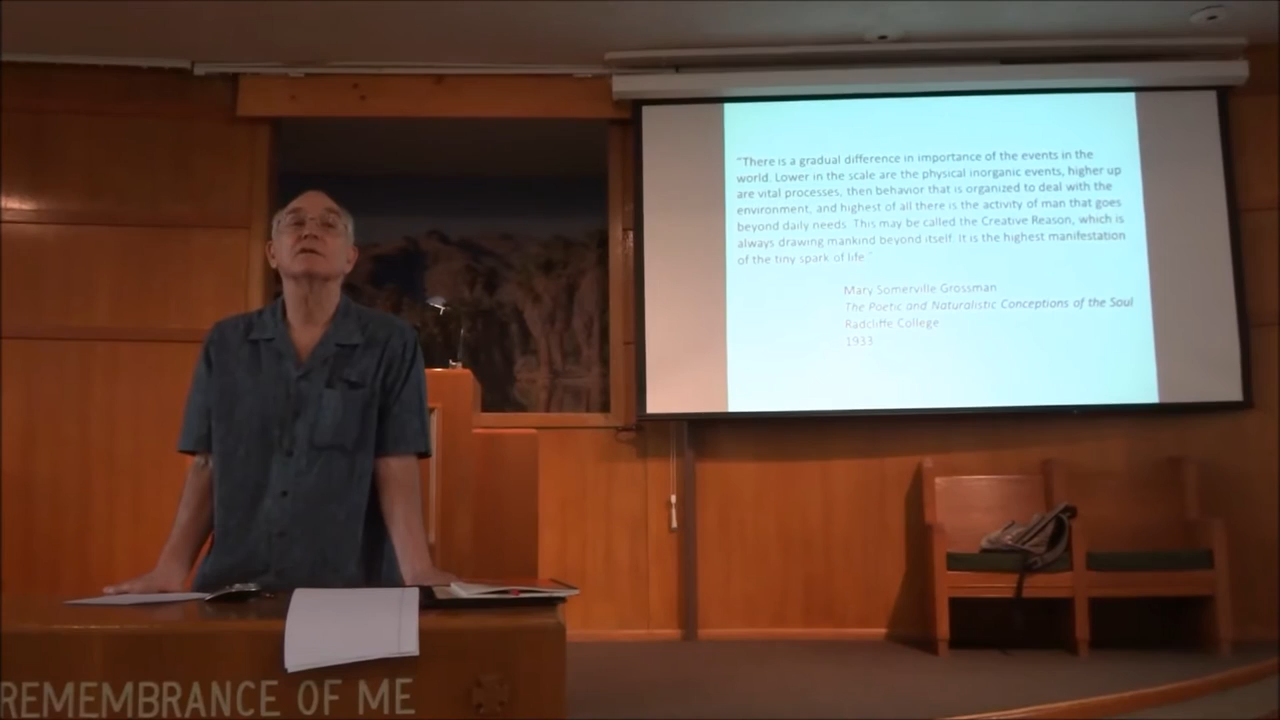 "There is a gradual difference in importance of the events in the
world. Lower in the scale are the physical inorganic events, higher up
are vital processes, then behavior that is organized to deal with the
environment, and highest of all there is the activity of man that goes
beyond daily needs. This may be called the Creative Reason, which is
always drawing mankind beyond itself. It is the highest manifestation
of the tiny spark of life."
Mary Somerville Grossman
The Poetic and Naturalistic Conceptions of the Soul
Radcliffe College
1933
REMEMBRANCE OF ME